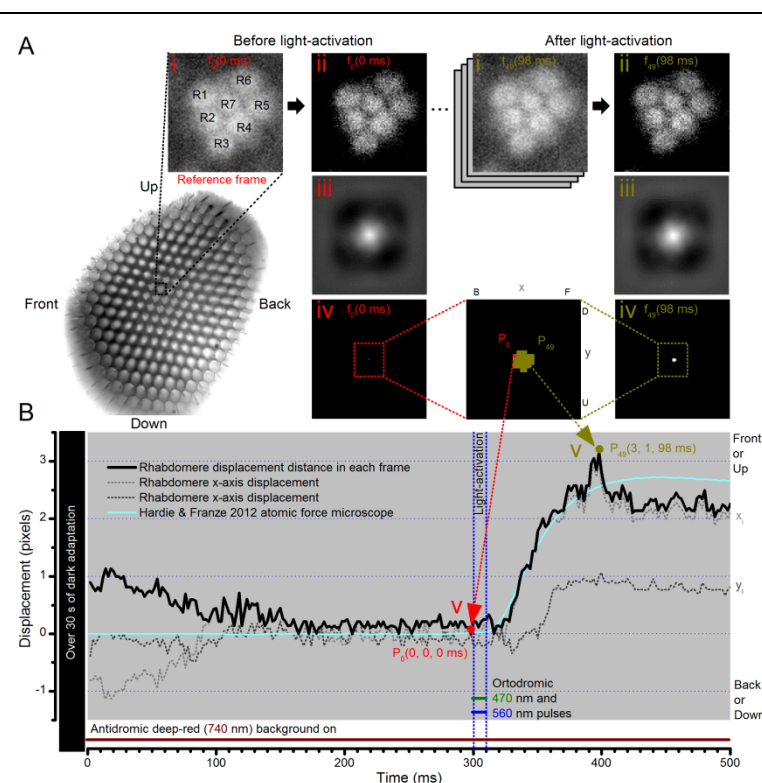 A
Before light-activation
After light-activation
i f0(0 ms)
R6
R1
R7
R5
R2
R4
R3
Reference frame
ii f0(0 ms)
...
i f49(98 ms)
ii f49(98 ms)
iii
iii
Up
Front
Back
Down
iv f0(0 ms)
B x F
D
P0
P49
y
U
iv f49(98 ms)
B
Over 30 s of dark adaptation
Displacement (pixels)
3
2
1
0
-1
Rhabdomere displacement distance in each frame
Rhabdomere x-axis displacement
Rhabdomere x-axis displacement
Hardie & Franze 2012 atomic force microscope
Light-activation
V
P49(3, 1, 98 ms)
Front
or
Up
xi
yi
V
P0(0, 0, 0 ms)
Ortodromic
470 nm and
560 nm pulses
Back
or
Down
Antidromic deep-red (740 nm) background on
0 100 200 300 400 500
Time (ms)